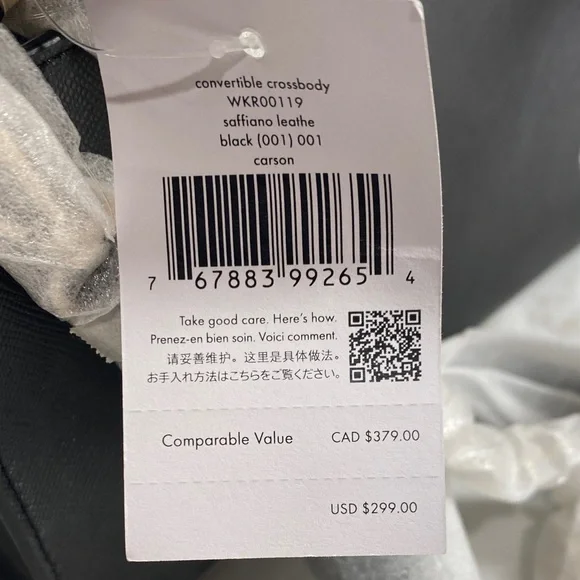 convertible crossbody
WKR00119
saffiano leathe
black (001) 001
carson
7 67883 99265 4
Take good care. Here's how.
Prenez-en bien soin. Voici comment.
请妥善维护。这里是具体做法。
お手入れ方法はこちらをご覧ください。
Comparable Value CAD $379.00
USD $299.00